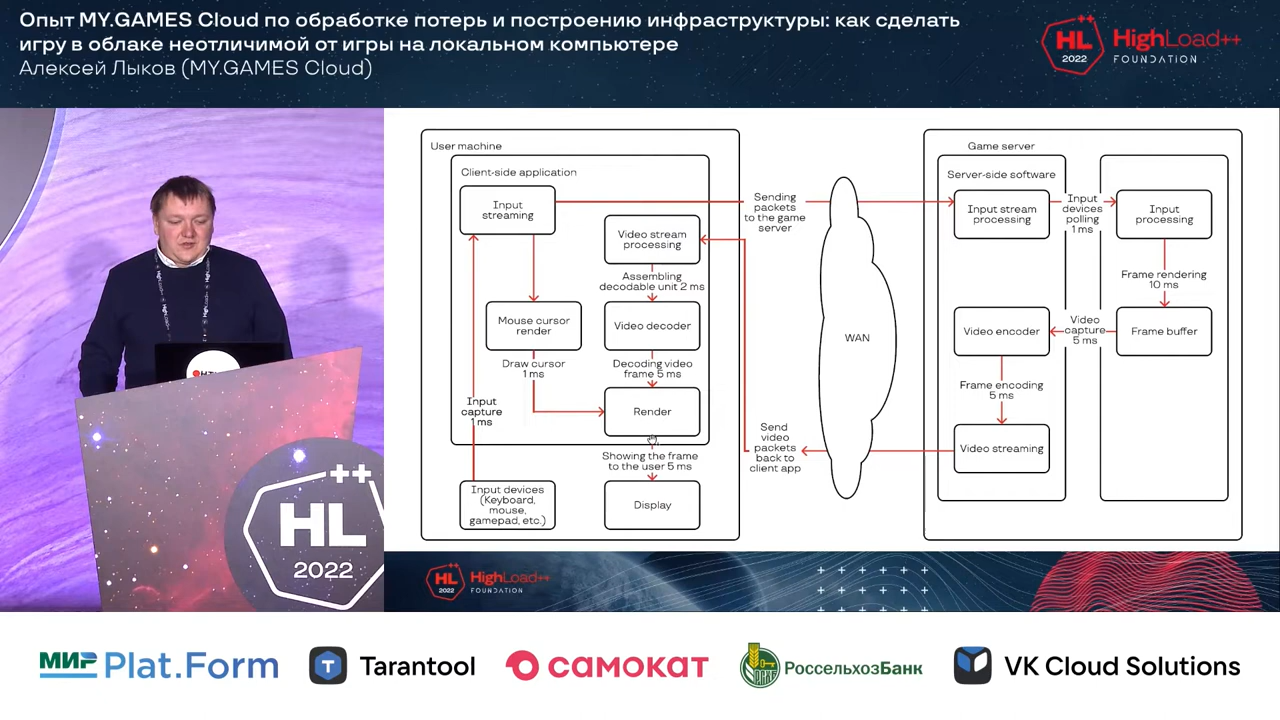 Опыт MY.GAMES Cloud по обработке потерь и построению инфраструктуры: как сделать
игру в облаке неотличимой от игры на локальном компьютере
Алексей Лыков (MY.GAMES Cloud)
HL
2022
HighLoad++
FOUNDATION
User machine
Client-side application
Input
streaming
Video stream
processing
Assembling
decodable unit 2 ms
Mouse cursor
render
Video decoder
Draw cursor
1 ms
Decoding video
frame 5 ms
Input
capture
1 ms
Render
Showing the frame
to the user 5 ms
Input devices
(Keyboard,
mouse,
gamepad, etc.)
Display
Sending
packets
to the game
server
WAN
Send
video
packets
back to
client app
Game server
Server-side software
Input stream
processing
Input
devices
polling
1 ms
Input
processing
Frame rendering
10 ms
Video encoder
Video
capture
5 ms
Frame buffer
Frame encoding
5 ms
Video streaming
++
HL
2022
HL
2022
HighLoad++
FOUNDATION
МИР Plat.Form
T Tarantool
САМОКАТ
РоссельхозБанк
VK Cloud Solutions